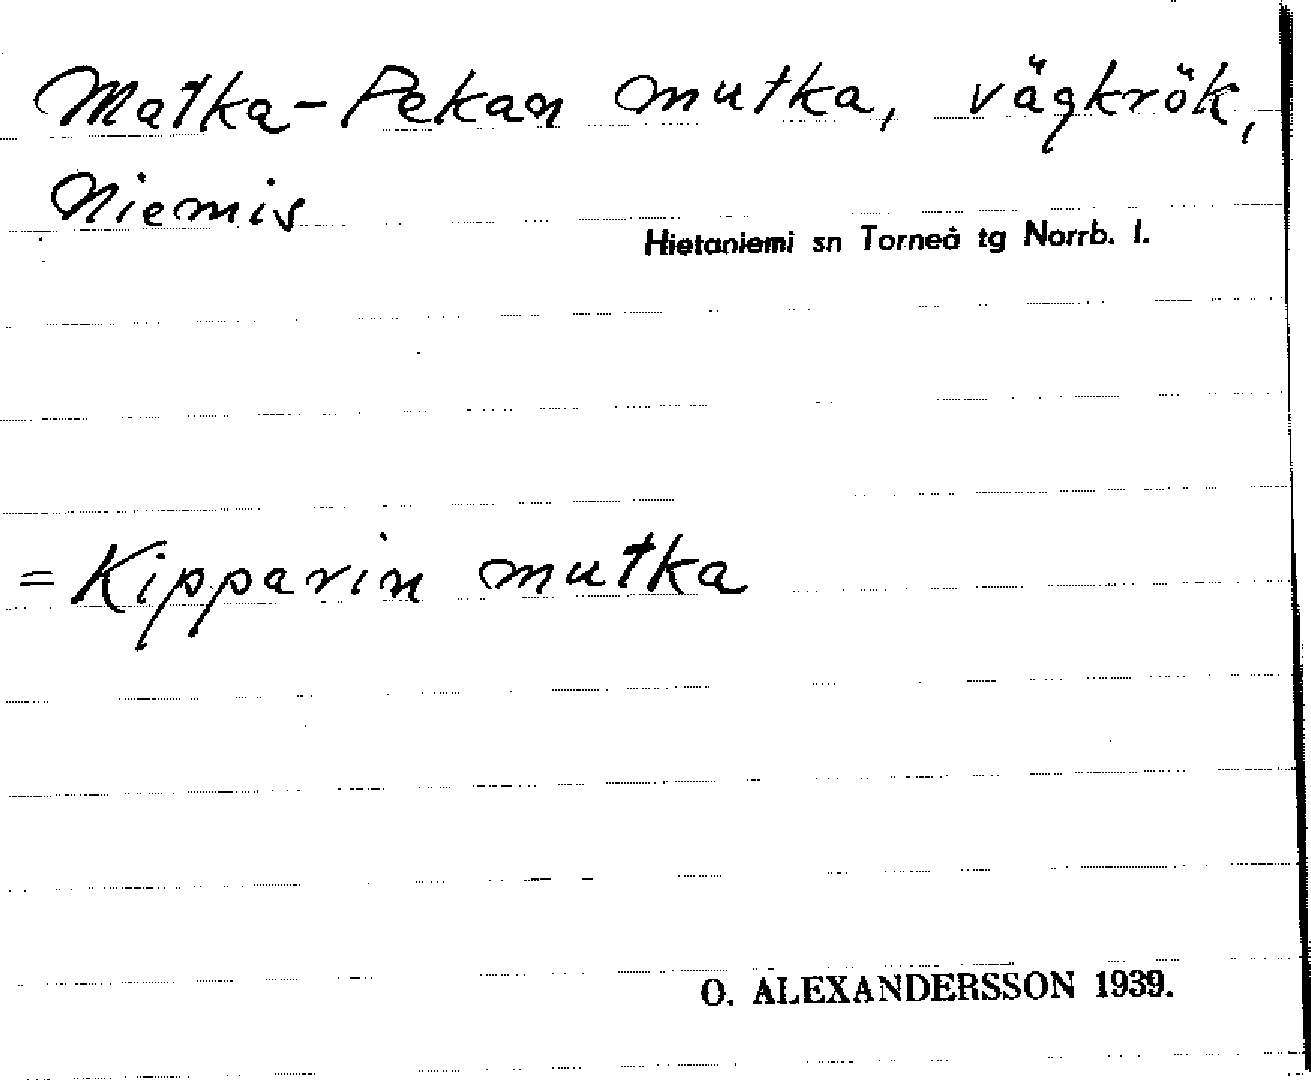 Matka-Pekan mutka, vägkrök,
Niemis
Hietaniemi sn Torneå tg Norrb. l.
= Kipparin mutka
O. ALEXANDERSSON 1939.